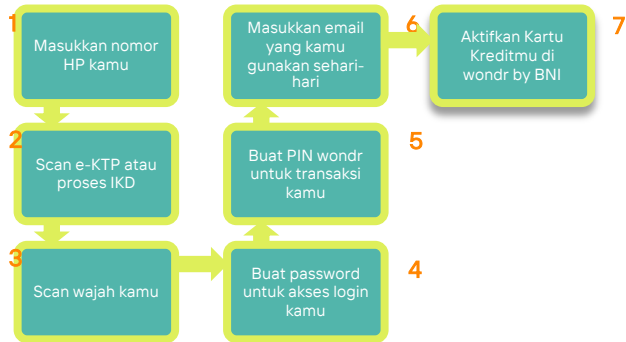 1
Masukkan nomor
HP kamu
2
Scan e-KTP atau
proses IKD
3
Scan wajah kamu
4
Buat password
untuk akses login
kamu
5
Buat PIN wondr
untuk transaksi
kamu
6
Masukkan email
yang kamu
gunakan sehari-
hari
7
Aktifkan Kartu
Kreditmu di
wondr by BNI